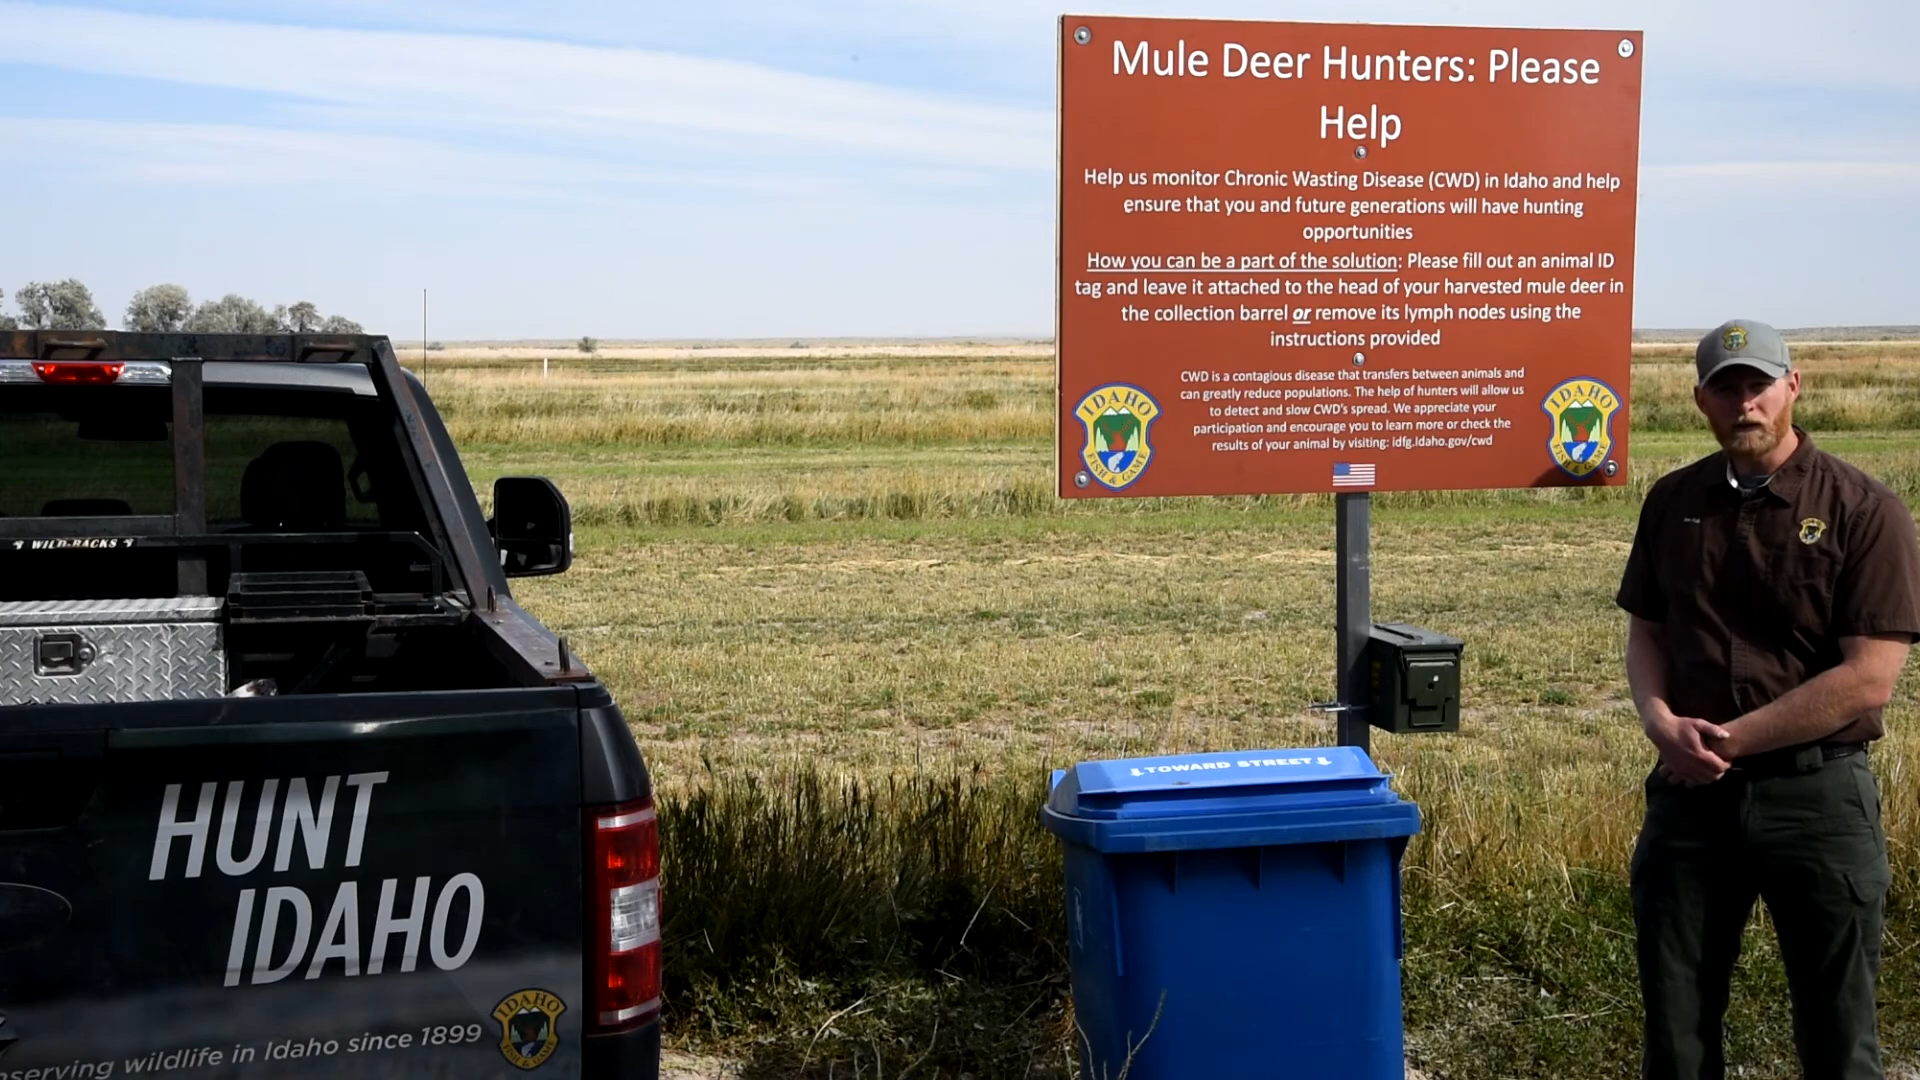 Mule Deer Hunters: Please
Help
Help us monitor Chronic Wasting Disease (CWD) in Idaho and help
ensure that you and future generations will have hunting
opportunities
How you can be a part of the solution: Please fill out an animal ID
tag and leave it attached to the head of your harvested mule deer in
the collection barrel or remove its lymph nodes using the
instructions provided
CWD is a contagious disease that transfers between animals and
can greatly reduce populations. The help of hunters will allow us
to detect and slow CWD's spread. We appreciate your
participation and encourage you to learn more or check the
results of your animal by visiting: idfg.Idaho.gov/cwd
IDAHO
FISH & GAME
IDAHO
FISH & GAME
WILD-RACKS
TOWARD STREET
HUNT
IDAHO
nserving wildlife in Idaho since 1899
IDAHO
FISH & GAME